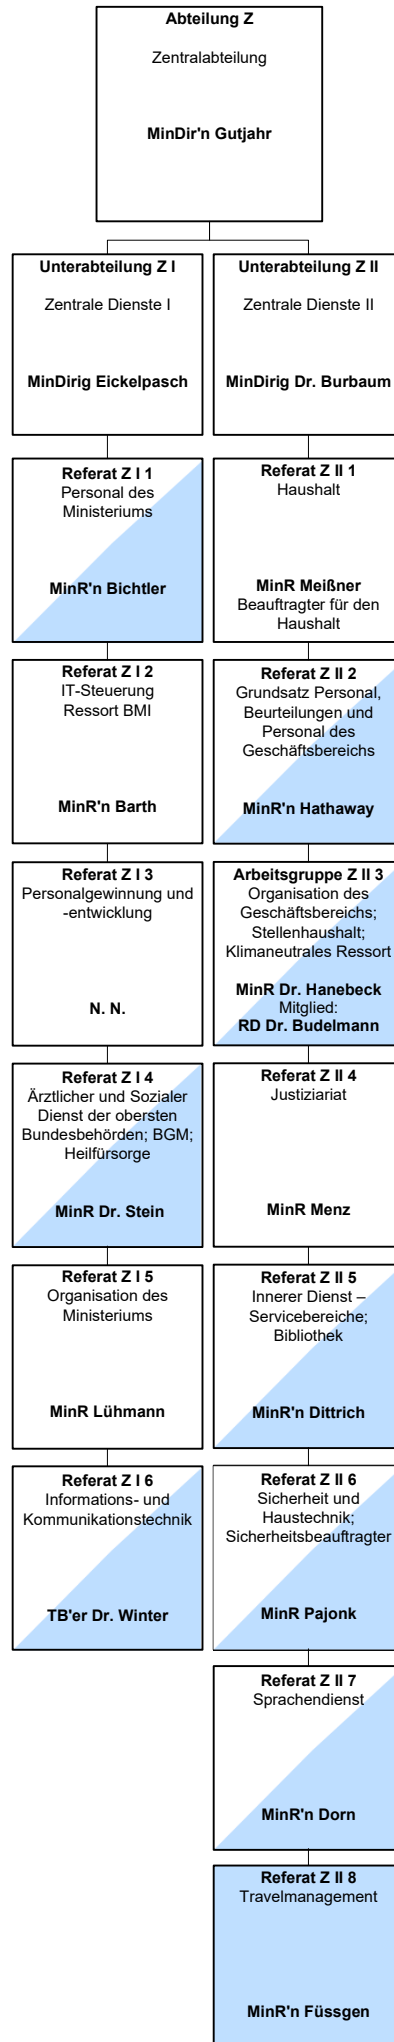 Abteilung Z
Zentralabteilung
MinDir'n Gutjahr
Unterabteilung Z I
Zentrale Dienste I
MinDirig Eickelpasch
Referat Z I 1
Personal des
Ministeriums
MinR'n Bichtler
Referat Z I 2
IT-Steuerung
Ressort BMI
MinR'n Barth
Referat Z I 3
Personalgewinnung und
-entwicklung
N. N.
Referat Z I 4
Ärztlicher und Sozialer
Dienst der obersten
Bundesbehörden; BGM;
Heilfürsorge
MinR Dr. Stein
Referat Z I 5
Organisation des
Ministeriums
MinR Lühmann
Referat Z I 6
Informations- und
Kommunikationstechnik
TB'er Dr. Winter
Unterabteilung Z II
Zentrale Dienste II
MinDirig Dr. Burbaum
Referat Z II 1
Haushalt
MinR Meißner
Beauftragter für den
Haushalt
Referat Z II 2
Grundsatz Personal,
Beurteilungen und
Personal des
Geschäftsbereichs
MinR'n Hathaway
Arbeitsgruppe Z II 3
Organisation des
Geschäftsbereichs;
Stellenhaushalt;
Klimaneutrales Ressort
MinR Dr. Hanebeck
Mitglied:
RD Dr. Budelmann
Referat Z II 4
Justiziariat
MinR Menz
Referat Z II 5
Innerer Dienst –
Servicebereiche;
Bibliothek
MinR'n Dittrich
Referat Z II 6
Sicherheit und
Haustechnik;
Sicherheitsbeauftragter
MinR Pajonk
Referat Z II 7
Sprachendienst
MinR'n Dorn
Referat Z II 8
Travelmanagement
MinR'n Füssgen